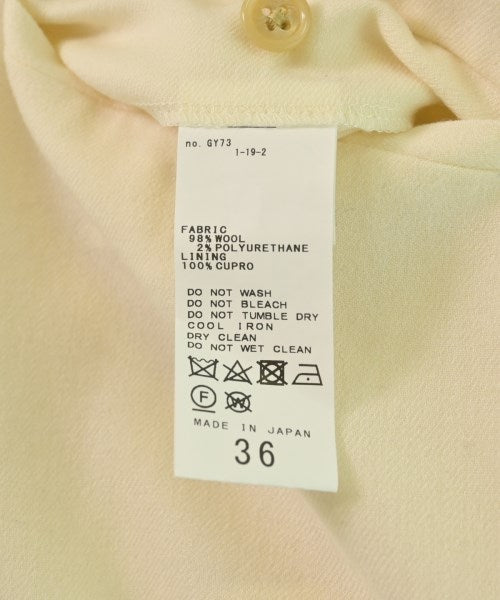 no. GY73
1-19-2
FABRIC
98% WOOL
2% POLYURETHANE
LINING
100% CUPRO
DO NOT WASH
DO NOT BLEACH
DO NOT TUMBLE DRY
COOL IRON
DRY CLEAN
DO NOT WET CLEAN
F W
MADE IN JAPAN
36